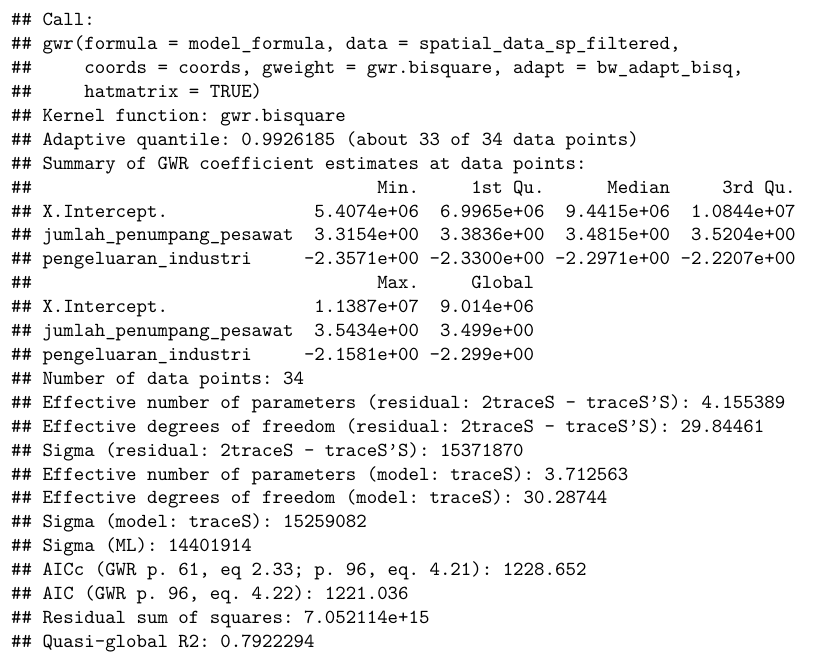 ## Call:
## gwr(formula = model_formula, data = spatial_data_sp_filtered,
##     coords = coords, gweight = gwr.bisquare, adapt = bw_adapt_bisq,
##     hatmatrix = TRUE)
## Kernel function: gwr.bisquare
## Adaptive quantile: 0.9926185 (about 33 of 34 data points)
## Summary of GWR coefficient estimates at data points:
##                              Min.     1st Qu.      Median     3rd Qu.
## X.Intercept.            5.4074e+06  6.9965e+06  9.4415e+06  1.0844e+07
## jumlah_penumpang_pesawat  3.3154e+00  3.3836e+00  3.4815e+00  3.5204e+00
## pengeluaran_industri     -2.3571e+00 -2.3300e+00 -2.2971e+00 -2.2207e+00
##                              Max.      Global
## X.Intercept.              1.1387e+07  9.014e+06
## jumlah_penumpang_pesawat  3.5434e+00  3.499e+00
## pengeluaran_industri     -2.1581e+00 -2.299e+00
## Number of data points: 34
## Effective number of parameters (residual: 2traceS - traceS'S): 4.155389
## Effective degrees of freedom (residual: 2traceS - traceS'S): 29.84461
## Sigma (residual: 2traceS - traceS'S): 15371870
## Effective number of parameters (model: traceS): 3.712563
## Effective degrees of freedom (model: traceS): 30.28744
## Sigma (model: traceS): 15259082
## Sigma (ML): 14401914
## AICc (GWR p. 61, eq 2.33; p. 96, eq. 4.21): 1228.652
## AIC (GWR p. 96, eq. 4.22): 1221.036
## Residual sum of squares: 7.052114e+15
## Quasi-global R2: 0.7922294